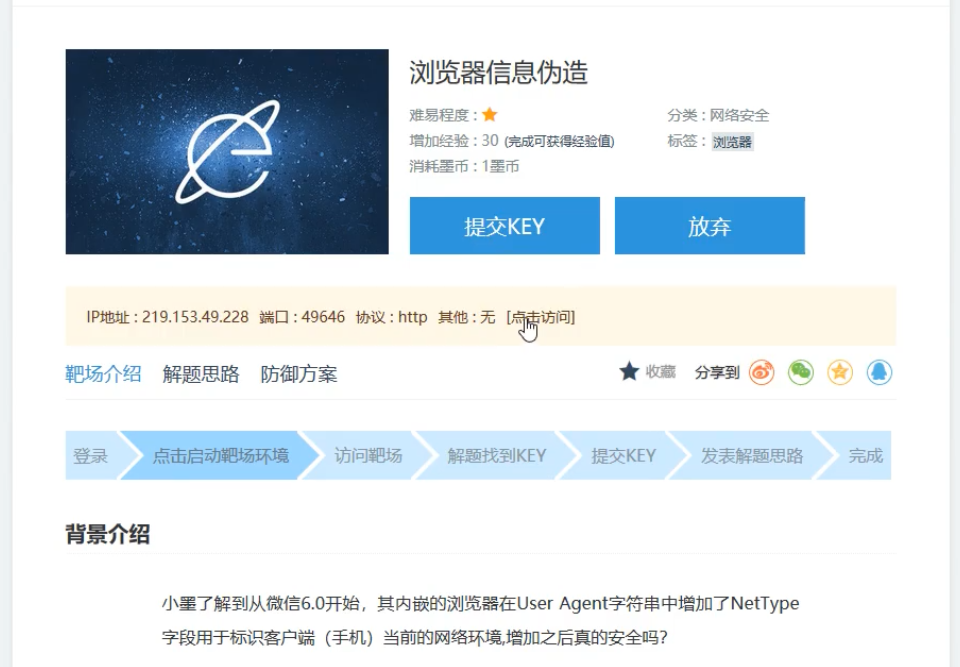 浏览器信息伪造
难易程度 :
分类 : 网络安全
增加经验 : 30 (完成可获得经验值)
标签 : 浏览器
消耗墨币 : 1墨币
提交KEY
放弃
IP地址 : 219.153.49.228 端口 : 49646 协议 : http 其他 : 无 [点击访问]
靶场介绍 解题思路 防御方案
收藏 分享到
登录 点击启动靶场环境 访问靶场 解题找到KEY 提交KEY 发表解题思路 完成
背景介绍
小墨了解到从微信6.0开始，其内嵌的浏览器在User Agent字符串中增加了NetType
字段用于标识客户端（手机）当前的网络环境,增加之后真的安全吗?